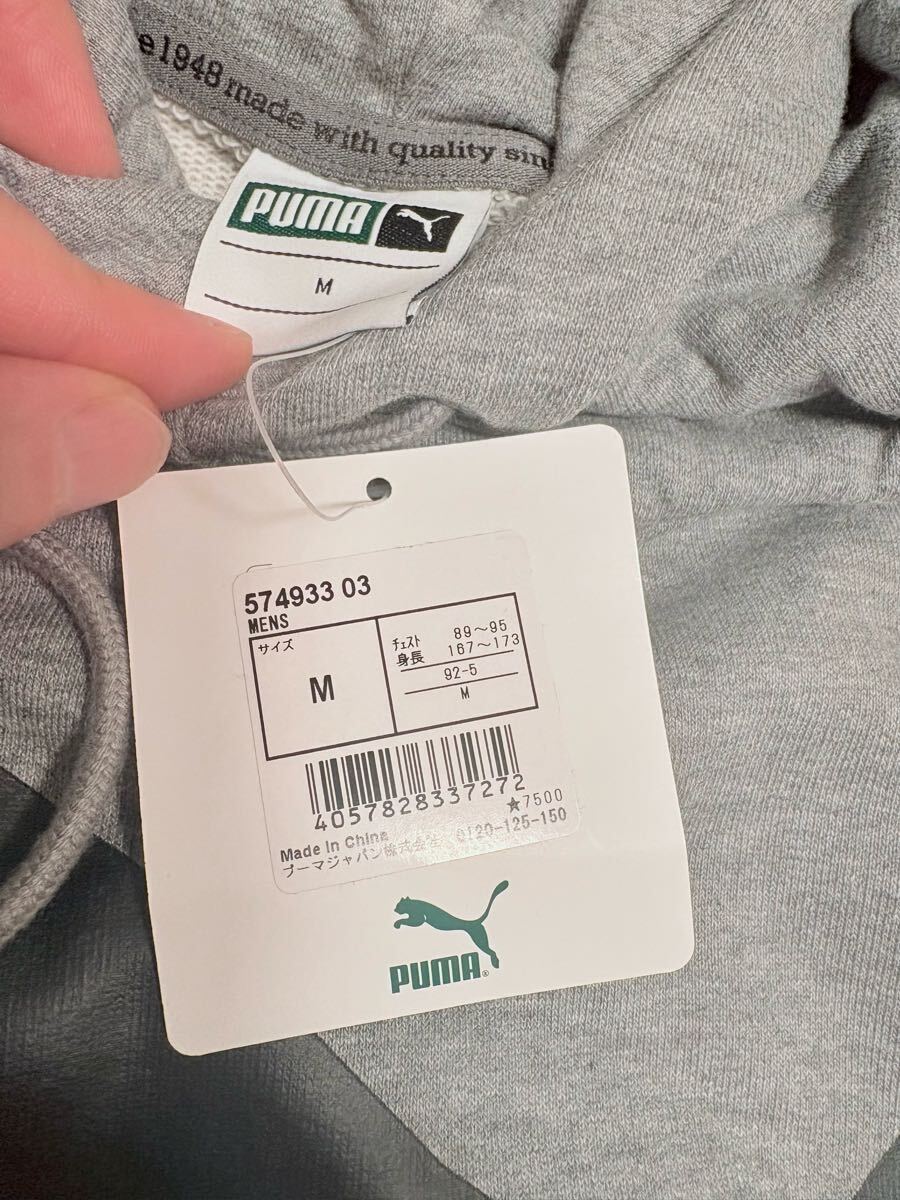 e 1948 made with quality sin
PUMA
M
574933 03
MENS
サイズ
M
チェスト 89～95
身長 167～173
92-5
M
4057828337272
★7500
Made In China
プーマジャパン株式会社 0120-125-150
PUMA®